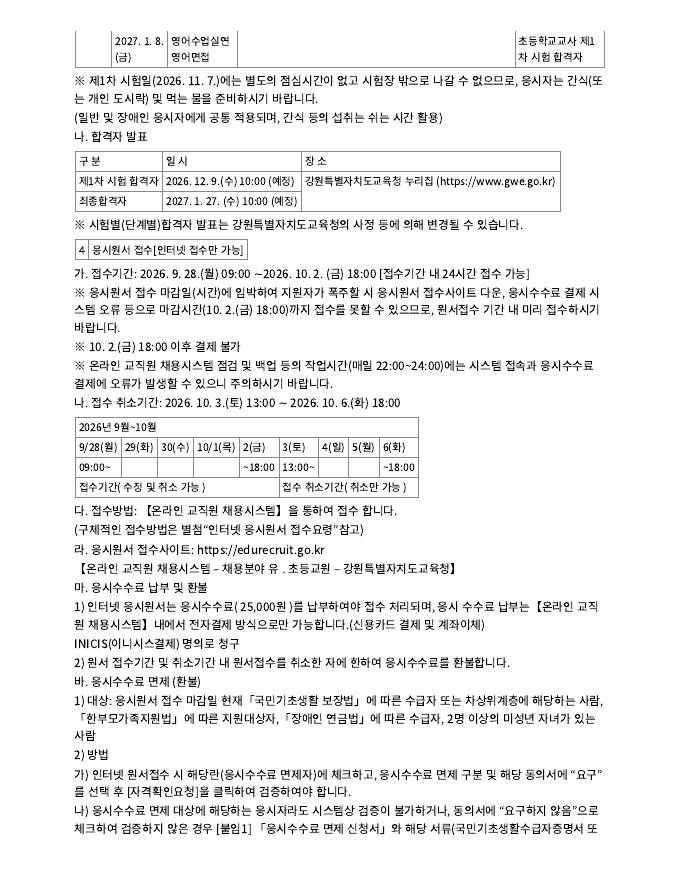 2027. 1. 8. 영어수업실연 초등학교교사 제1
(금) 영어면접 차 시험 합격자
※ 제1차 시험일(2026. 11. 7.)에는 별도의 점심시간이 없고 시험장 밖으로 나갈 수 없으므로, 응시자는 간식(또
는 개인 도시락) 및 먹는 물을 준비하시기 바랍니다.
(일반 및 장애인 응시자에게 공통 적용되며, 간식 등의 섭취는 쉬는 시간 활용)
나. 합격자 발표
구 분 일 시 장 소
제1차 시험 합격자 2026. 12. 9.(수) 10:00 (예정) 강원특별자치도교육청 누리집 (https://www.gwe.go.kr)
최종합격자 2027. 1. 27. (수) 10:00 (예정)
※ 시험별(단계별)합격자 발표는 강원특별자치도교육청의 사정 등에 의해 변경될 수 있습니다.
4 응시원서 접수[인터넷 접수만 가능]
가. 접수기간: 2026. 9. 28.(월) 09:00 ~2026. 10. 2. (금) 18:00 [접수기간 내 24시간 접수 가능]
※ 응시원서 접수 마감일(시간)에 임박하여 지원자가 폭주할 시 응시원서 접수사이트 다운, 응시수수료 결제 시
스템 오류 등으로 마감시간(10. 2.(금) 18:00)까지 접수를 못할 수 있으므로, 원서접수 기간 내 미리 접수하시기
바랍니다.
※ 10. 2.(금) 18:00 이후 결제 불가
※ 온라인 교직원 채용시스템 점검 및 백업 등의 작업시간(매일 22:00~24:00)에는 시스템 접속과 응시수수료
결제에 오류가 발생할 수 있으니 주의하시기 바랍니다.
나. 접수 취소기간: 2026. 10. 3.(토) 13:00 ~ 2026. 10. 6.(화) 18:00
2026년 9월~10월
9/28(월) 29(화) 30(수) 10/1(목) 2(금) 3(토) 4(일) 5(월) 6(화)
09:00~ ~18:00 13:00~ ~18:00
접수기간( 수정 및 취소 가능 ) 접수 취소기간( 취소만 가능 )
다. 접수방법: 【온라인 교직원 채용시스템】을 통하여 접수 합니다.
(구체적인 접수방법은 별첨“인터넷 응시원서 접수요령”참고)
라. 응시원서 접수사이트: https://edurecruit.go.kr
【온라인 교직원 채용시스템 – 채용분야 유 . 초등교원 – 강원특별자치도교육청】
마. 응시수수료 납부 및 환불
1) 인터넷 응시원서는 응시수수료( 25,000원 )를 납부하여야 접수 처리되며, 응시 수수료 납부는【온라인 교직
원 채용시스템】내에서 전자결제 방식으로만 가능합니다.(신용카드 결제 및 계좌이체)
INICIS(이니시스결제) 명의로 청구
2) 원서 접수기간 및 취소기간 내 원서접수를 취소한 자에 한하여 응시수수료를 환불합니다.
바. 응시수수료 면제 (환불)
1) 대상: 응시원서 접수 마감일 현재「국민기초생활 보장법」에 따른 수급자 또는 차상위계층에 해당하는 사람,
「한부모가족지원법」에 따른 지원대상자,「장애인 연금법」에 따른 수급자, 2명 이상의 미성년 자녀가 있는
사람
2) 방법
가) 인터넷 원서접수 시 해당란(응시수수료 면제자)에 체크하고, 응시수수료 면제 구분 및 해당 동의서에 “요구”
를 선택 후 [자격확인요청]을 클릭하여 검증하여야 합니다.
나) 응시수수료 면제 대상에 해당하는 응시자라도 시스템상 검증이 불가하거나, 동의서에 “요구하지 않음”으로
체크하여 검증하지 않은 경우 [붙임1] 「응시수수료 면제 신청서」와 해당 서류(국민기초생활수급자증명서 또